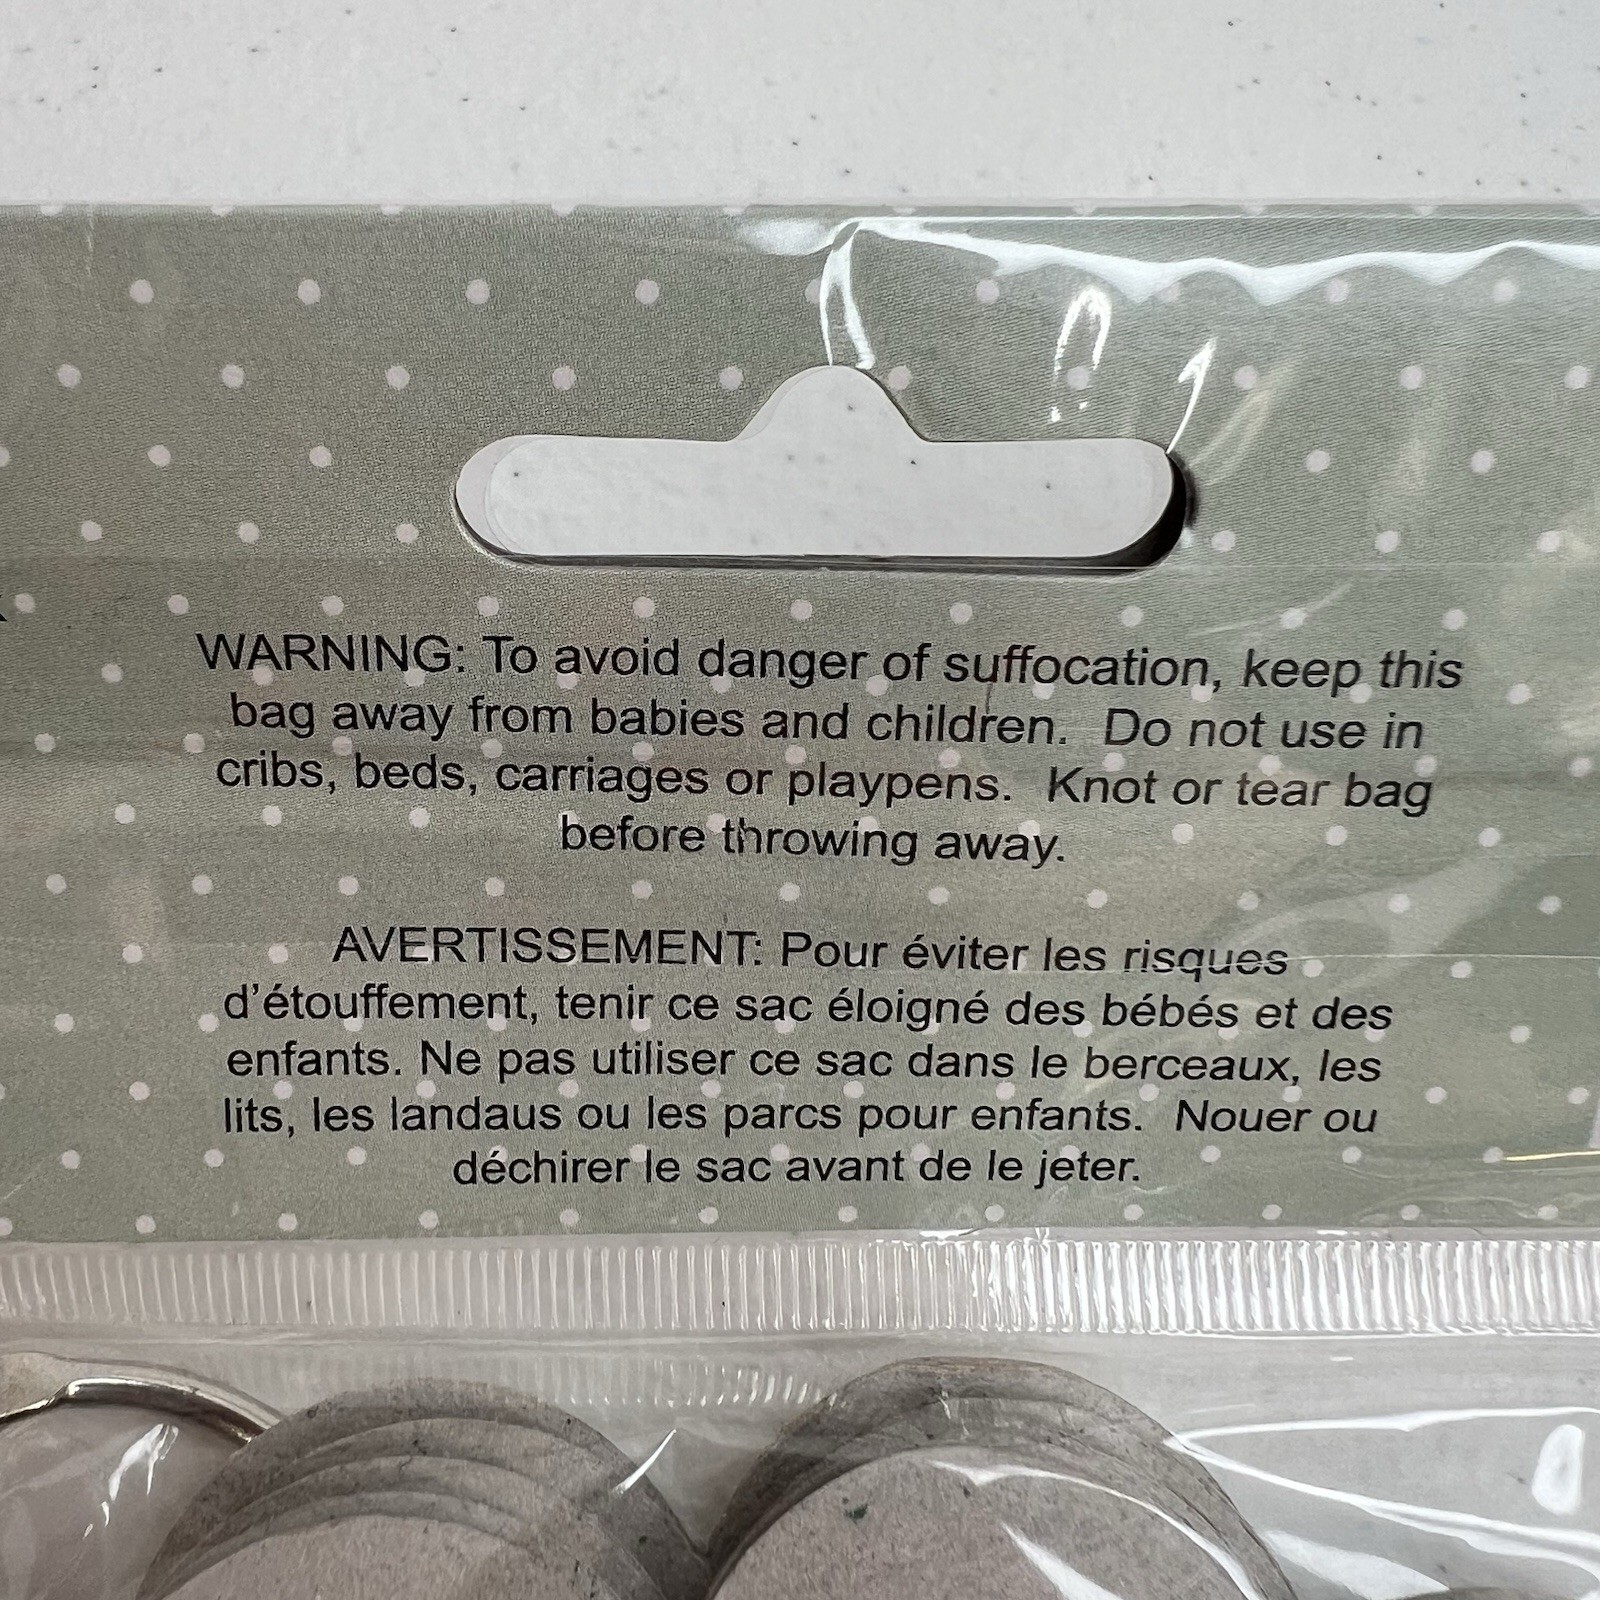 WARNING: To avoid danger of suffocation, keep this
bag away from babies and children.  Do not use in
cribs, beds, carriages or playpens.  Knot or tear bag
before throwing away.
AVERTISSEMENT: Pour éviter les risques
d’étouffement, tenir ce sac éloigné des bébés et des
enfants. Ne pas utiliser ce sac dans le berceaux, les
lits, les landaus ou les parcs pour enfants.  Nouer ou
déchirer le sac avant de le jeter.